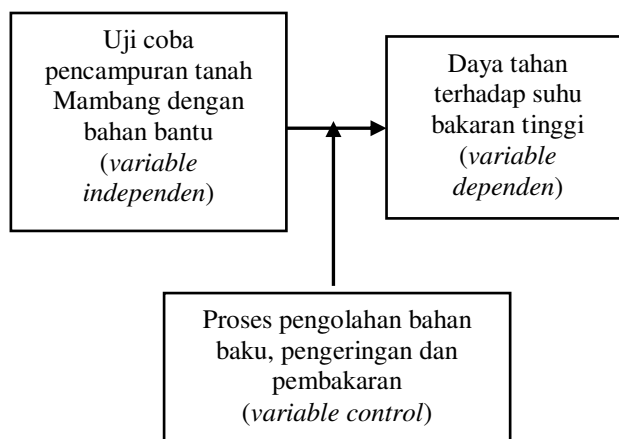 Uji coba
pencampuran tanah
Mambang dengan
bahan bantu
(variable
independen)
Daya tahan
terhadap suhu
bakaran tinggi
(variable
dependen)
Proses pengolahan bahan
baku, pengeringan dan
pembakaran
(variable control)